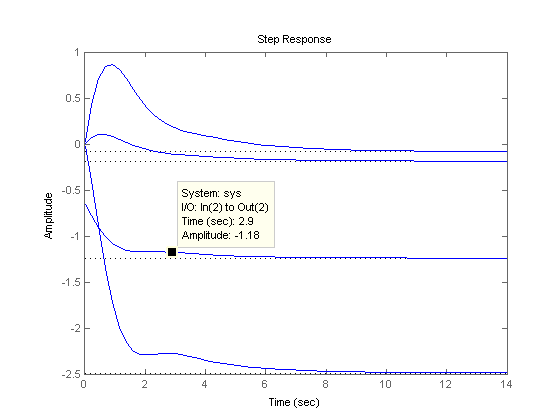 Step Response
1
0.5
0
-0.5
-1
-1.5
-2
-2.5
Amplitude
System: sys
I/O: In(2) to Out(2)
Time (sec): 2.9
Amplitude: -1.18
0 2 4 6 8 10 12 14
Time (sec)